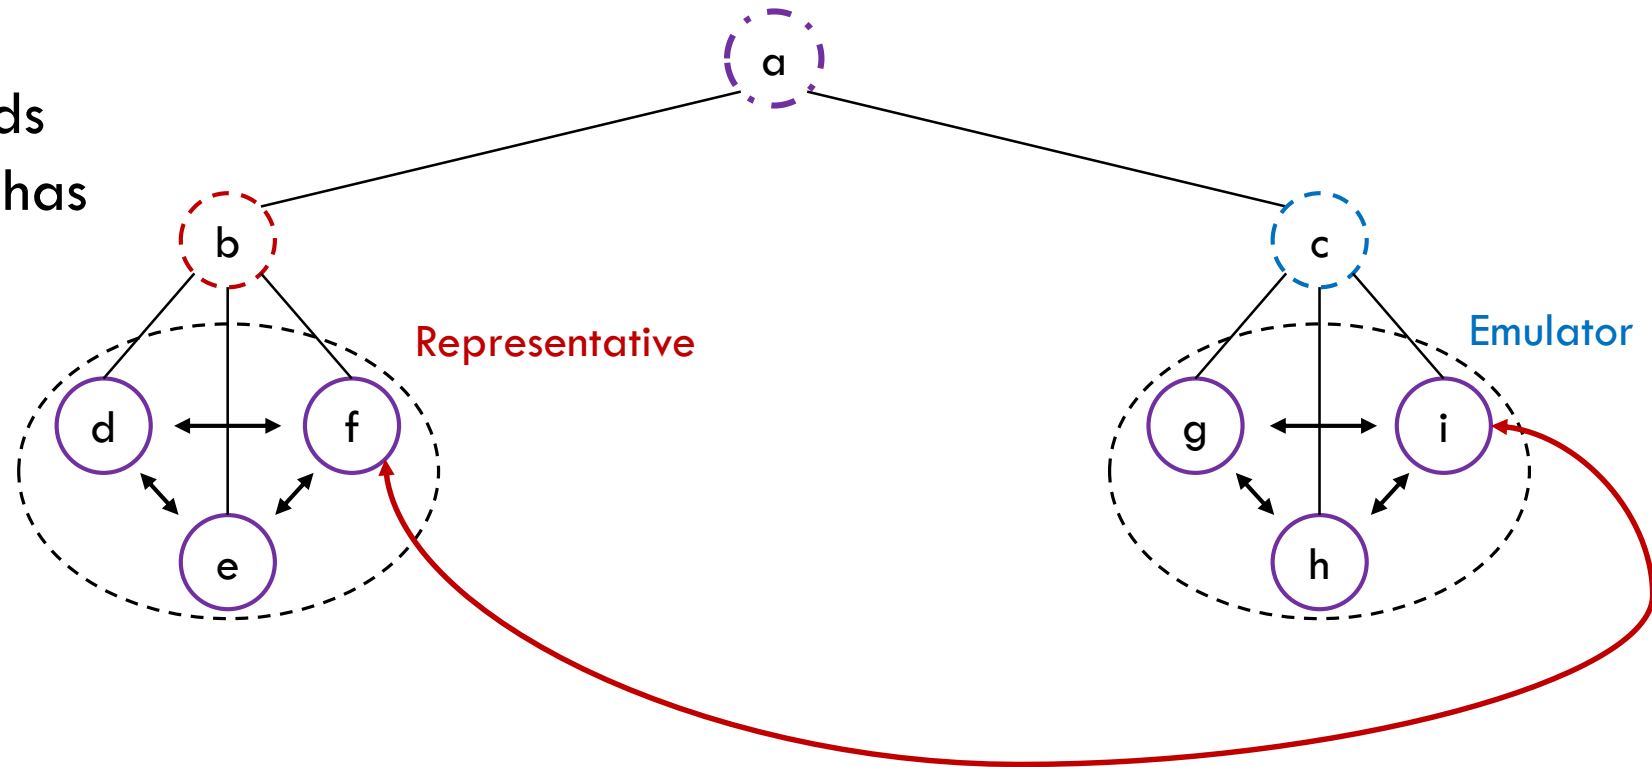 a
ds
has
b
c
Representative
Emulator
d
f
g
i
e
h